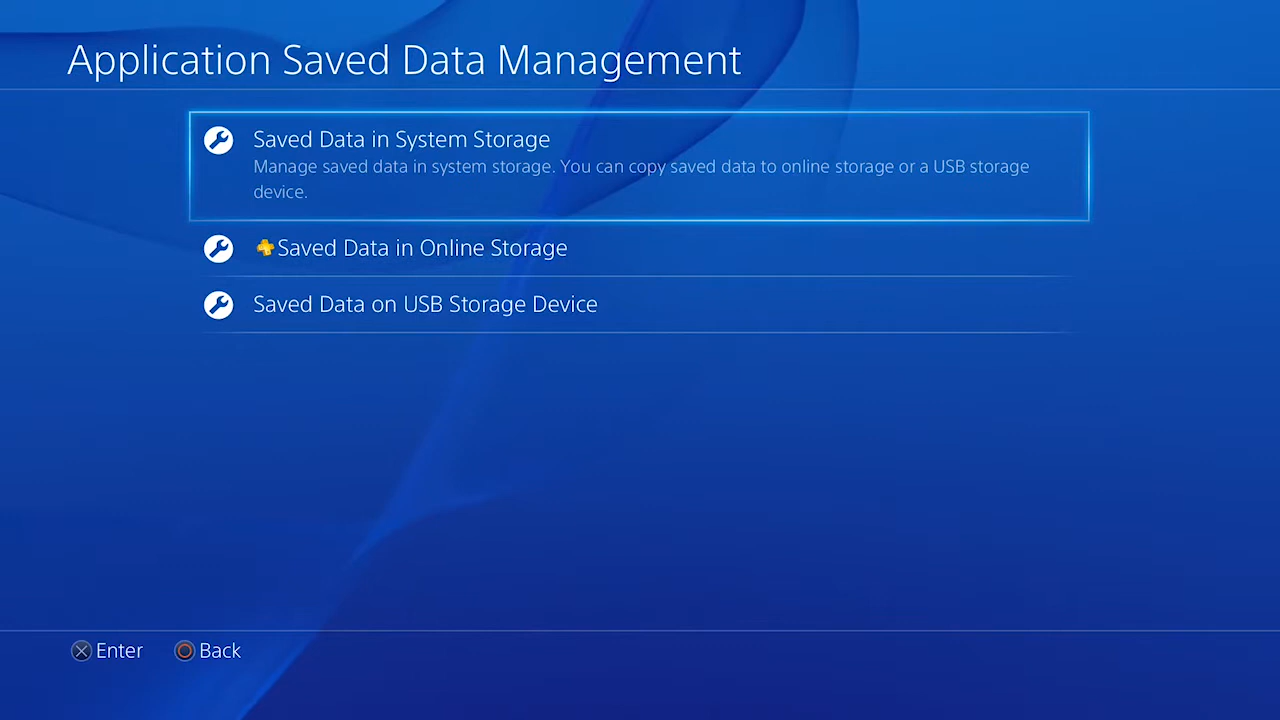 Application Saved Data Management
Saved Data in System Storage
Manage saved data in system storage. You can copy saved data to online storage or a USB storage
device.
Saved Data in Online Storage
Saved Data on USB Storage Device
Enter Back